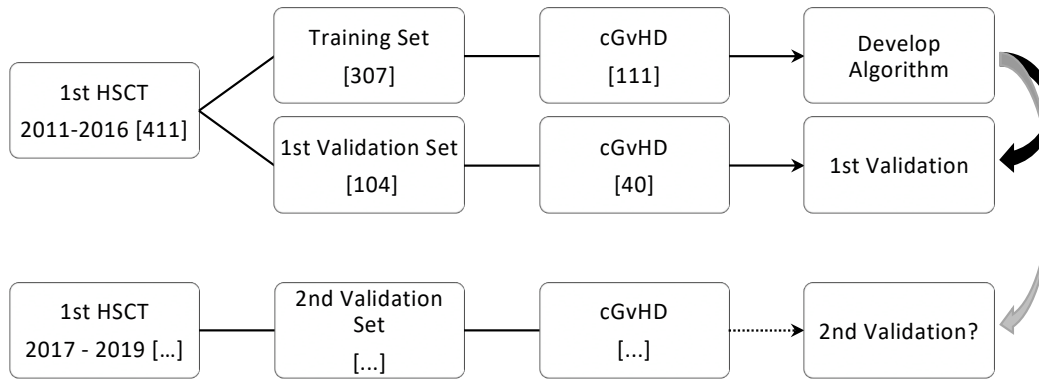 1st HSCT
2011-2016 [411]
Training Set
[307]
cGvHD
[111]
Develop
Algorithm
1st Validation Set
[104]
cGvHD
[40]
1st Validation
1st HSCT
2017 - 2019 [...]
2nd Validation
Set
[...]
cGvHD
[...]
2nd Validation?